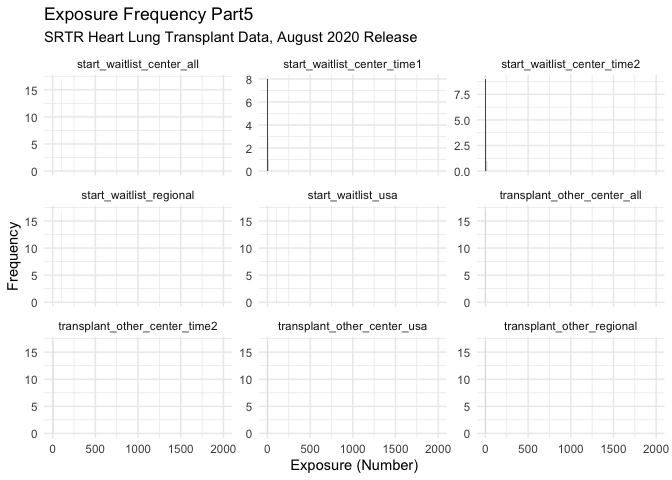 Exposure Frequency Part5
SRTR Heart Lung Transplant Data, August 2020 Release
start_waitlist_center_all
start_waitlist_center_time1
start_waitlist_center_time2
15
10
5
0
8
6
4
2
0
7.5
5.0
2.5
0.0
start_waitlist_regional
start_waitlist_usa
transplant_other_center_all
15
10
5
0
15
10
5
0
15
10
5
0
transplant_other_center_time2
transplant_other_center_usa
transplant_other_regional
15
10
5
0
15
10
5
0
15
10
5
0
0 500 1000 1500 2000
0 500 1000 1500 2000
0 500 1000 1500 2000
Frequency
Exposure (Number)